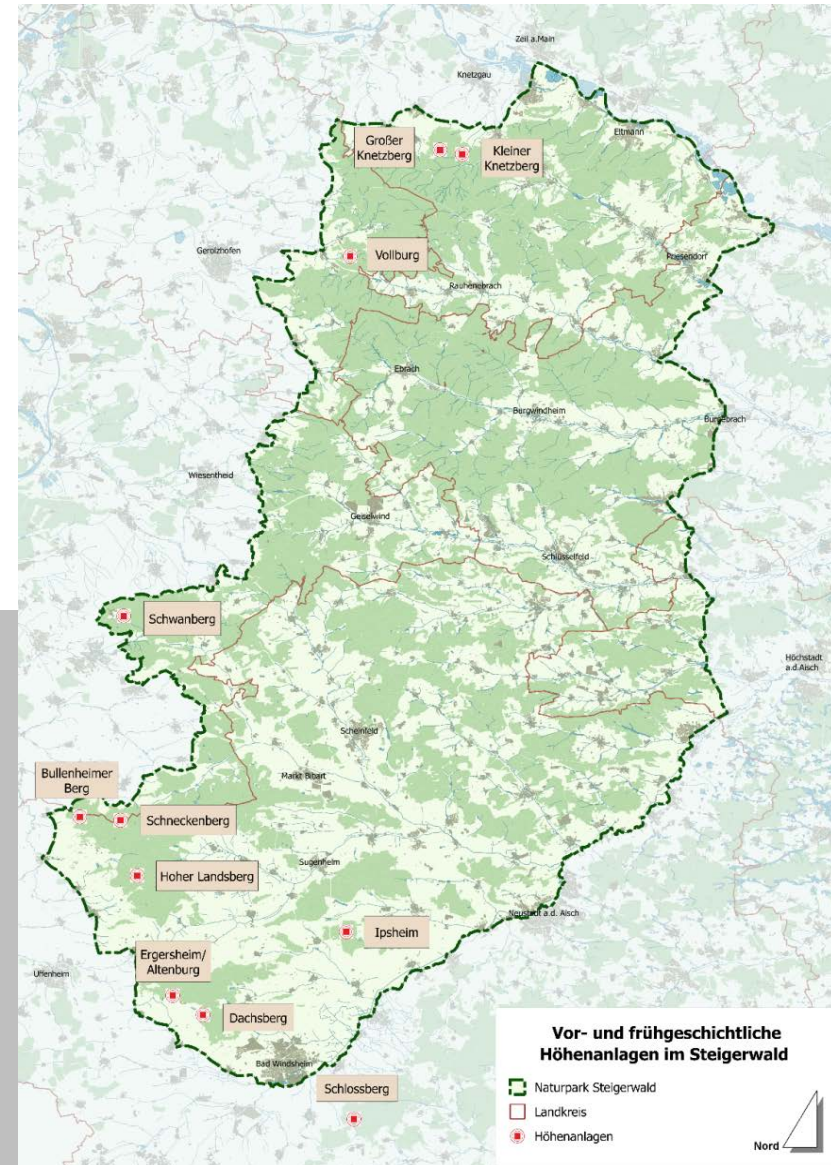 Zeil a.Main
Knetzgau
Eltmann
Großer
Knetzberg
Kleiner
Knetzberg
Gerolzhofen
Vollburg
Priesendorf
Rauhenebrach
Ebrach
Burgwindheim
Burgebrach
Wiesentheid
Geiselwind
Schlüsselfeld
Schwanberg
Höchstadt
a.d.Aisch
Scheinfeld
Markt Bibart
Bullenheimer
Berg
Schneckenberg
Sugenheim
Hoher Landsberg
Neustadt a.d. Aisch
Ipsheim
Ergersheim/
Altenburg
Uffenheim
Dachsberg
Bad Windsheim
Schlossberg
Vor- und frühgeschichtliche
Höhenanlagen im Steigerwald
Naturpark Steigerwald
Landkreis
Höhenanlagen
Nord